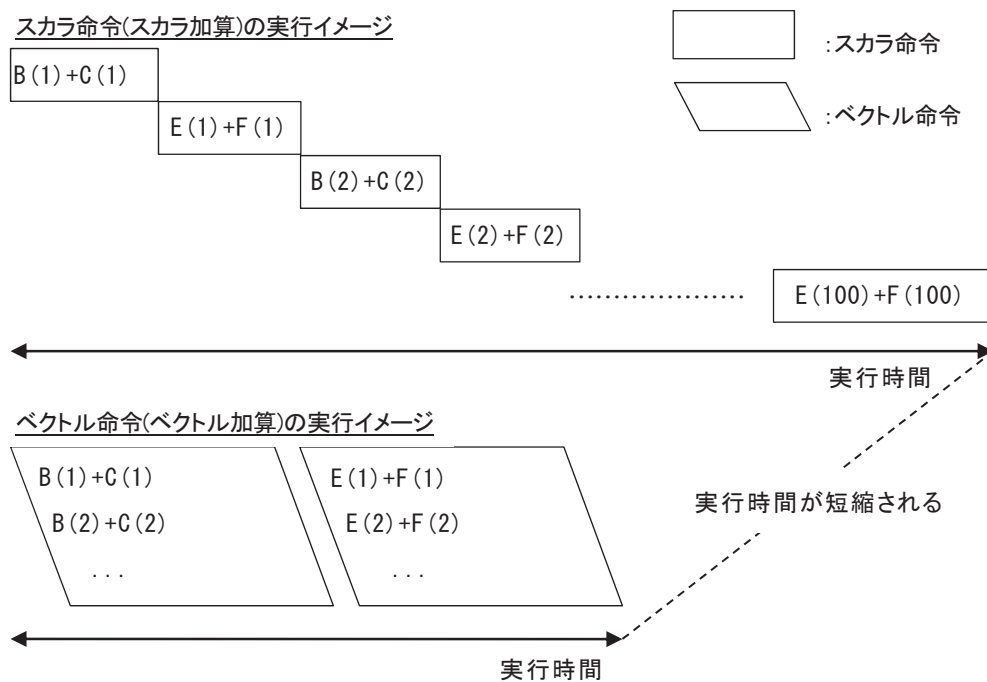 スカラ命令(スカラ加算)の実行イメージ
:スカラ命令
:ベクトル命令
B(1)+C(1)
E(1)+F(1)
B(2)+C(2)
E(2)+F(2)
....................
E(100)+F(100)
実行時間
ベクトル命令(ベクトル加算)の実行イメージ
B(1)+C(1)
B(2)+C(2)
...
E(1)+F(1)
E(2)+F(2)
...
実行時間が短縮される
実行時間